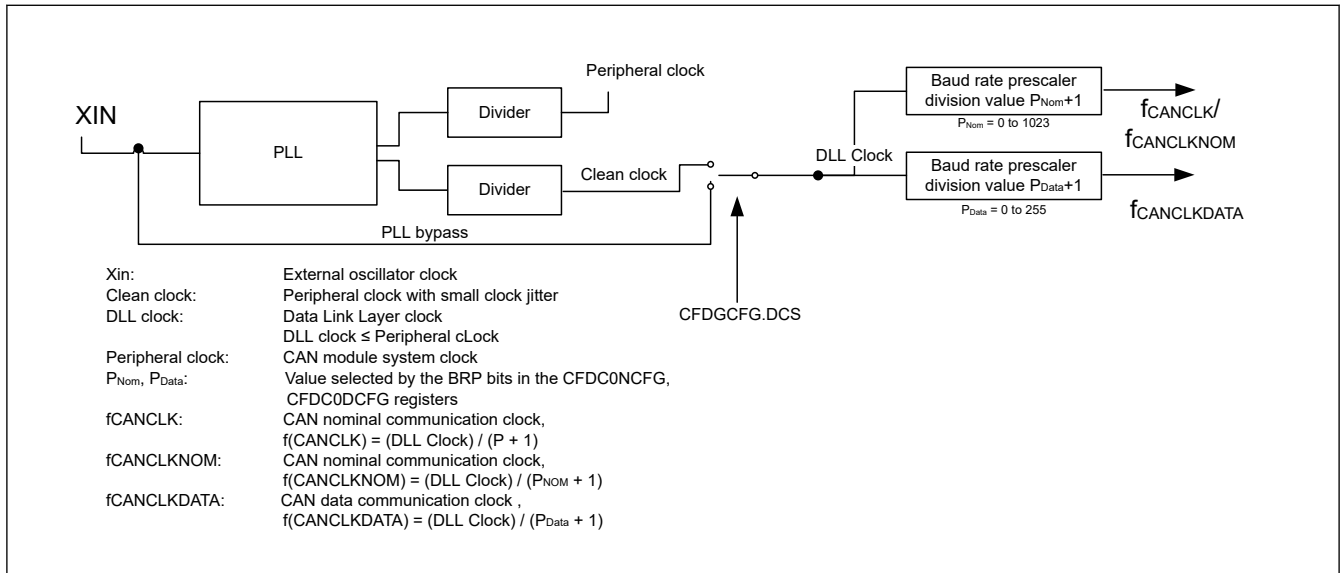 Peripheral clock
XIN
PLL
Divider
Divider
Clean clock
PLL bypass
DLL Clock
CFDGCFG.DCS
Baud rate prescaler
division value PNom+1
PNom = 0 to 1023
fCANCLK/
fCANCLKNOM
Baud rate prescaler
division value PData+1
PData = 0 to 255
fCANCLKDATA
Xin: External oscillator clock
Clean clock: Peripheral clock with small clock jitter
DLL clock: Data Link Layer clock
DLL clock ≤ Peripheral cLock
Peripheral clock: CAN module system clock
PNom, PData: Value selected by the BRP bits in the CFDC0NCFG,
CFDC0DCFG registers
fCANCLK: CAN nominal communication clock,
f(CANCLK) = (DLL Clock) / (P + 1)
fCANCLKNOM: CAN nominal communication clock,
f(CANCLKNOM) = (DLL Clock) / (PNOM + 1)
fCANCLKDATA: CAN data communication clock ,
f(CANCLKDATA) = (DLL Clock) / (PData + 1)